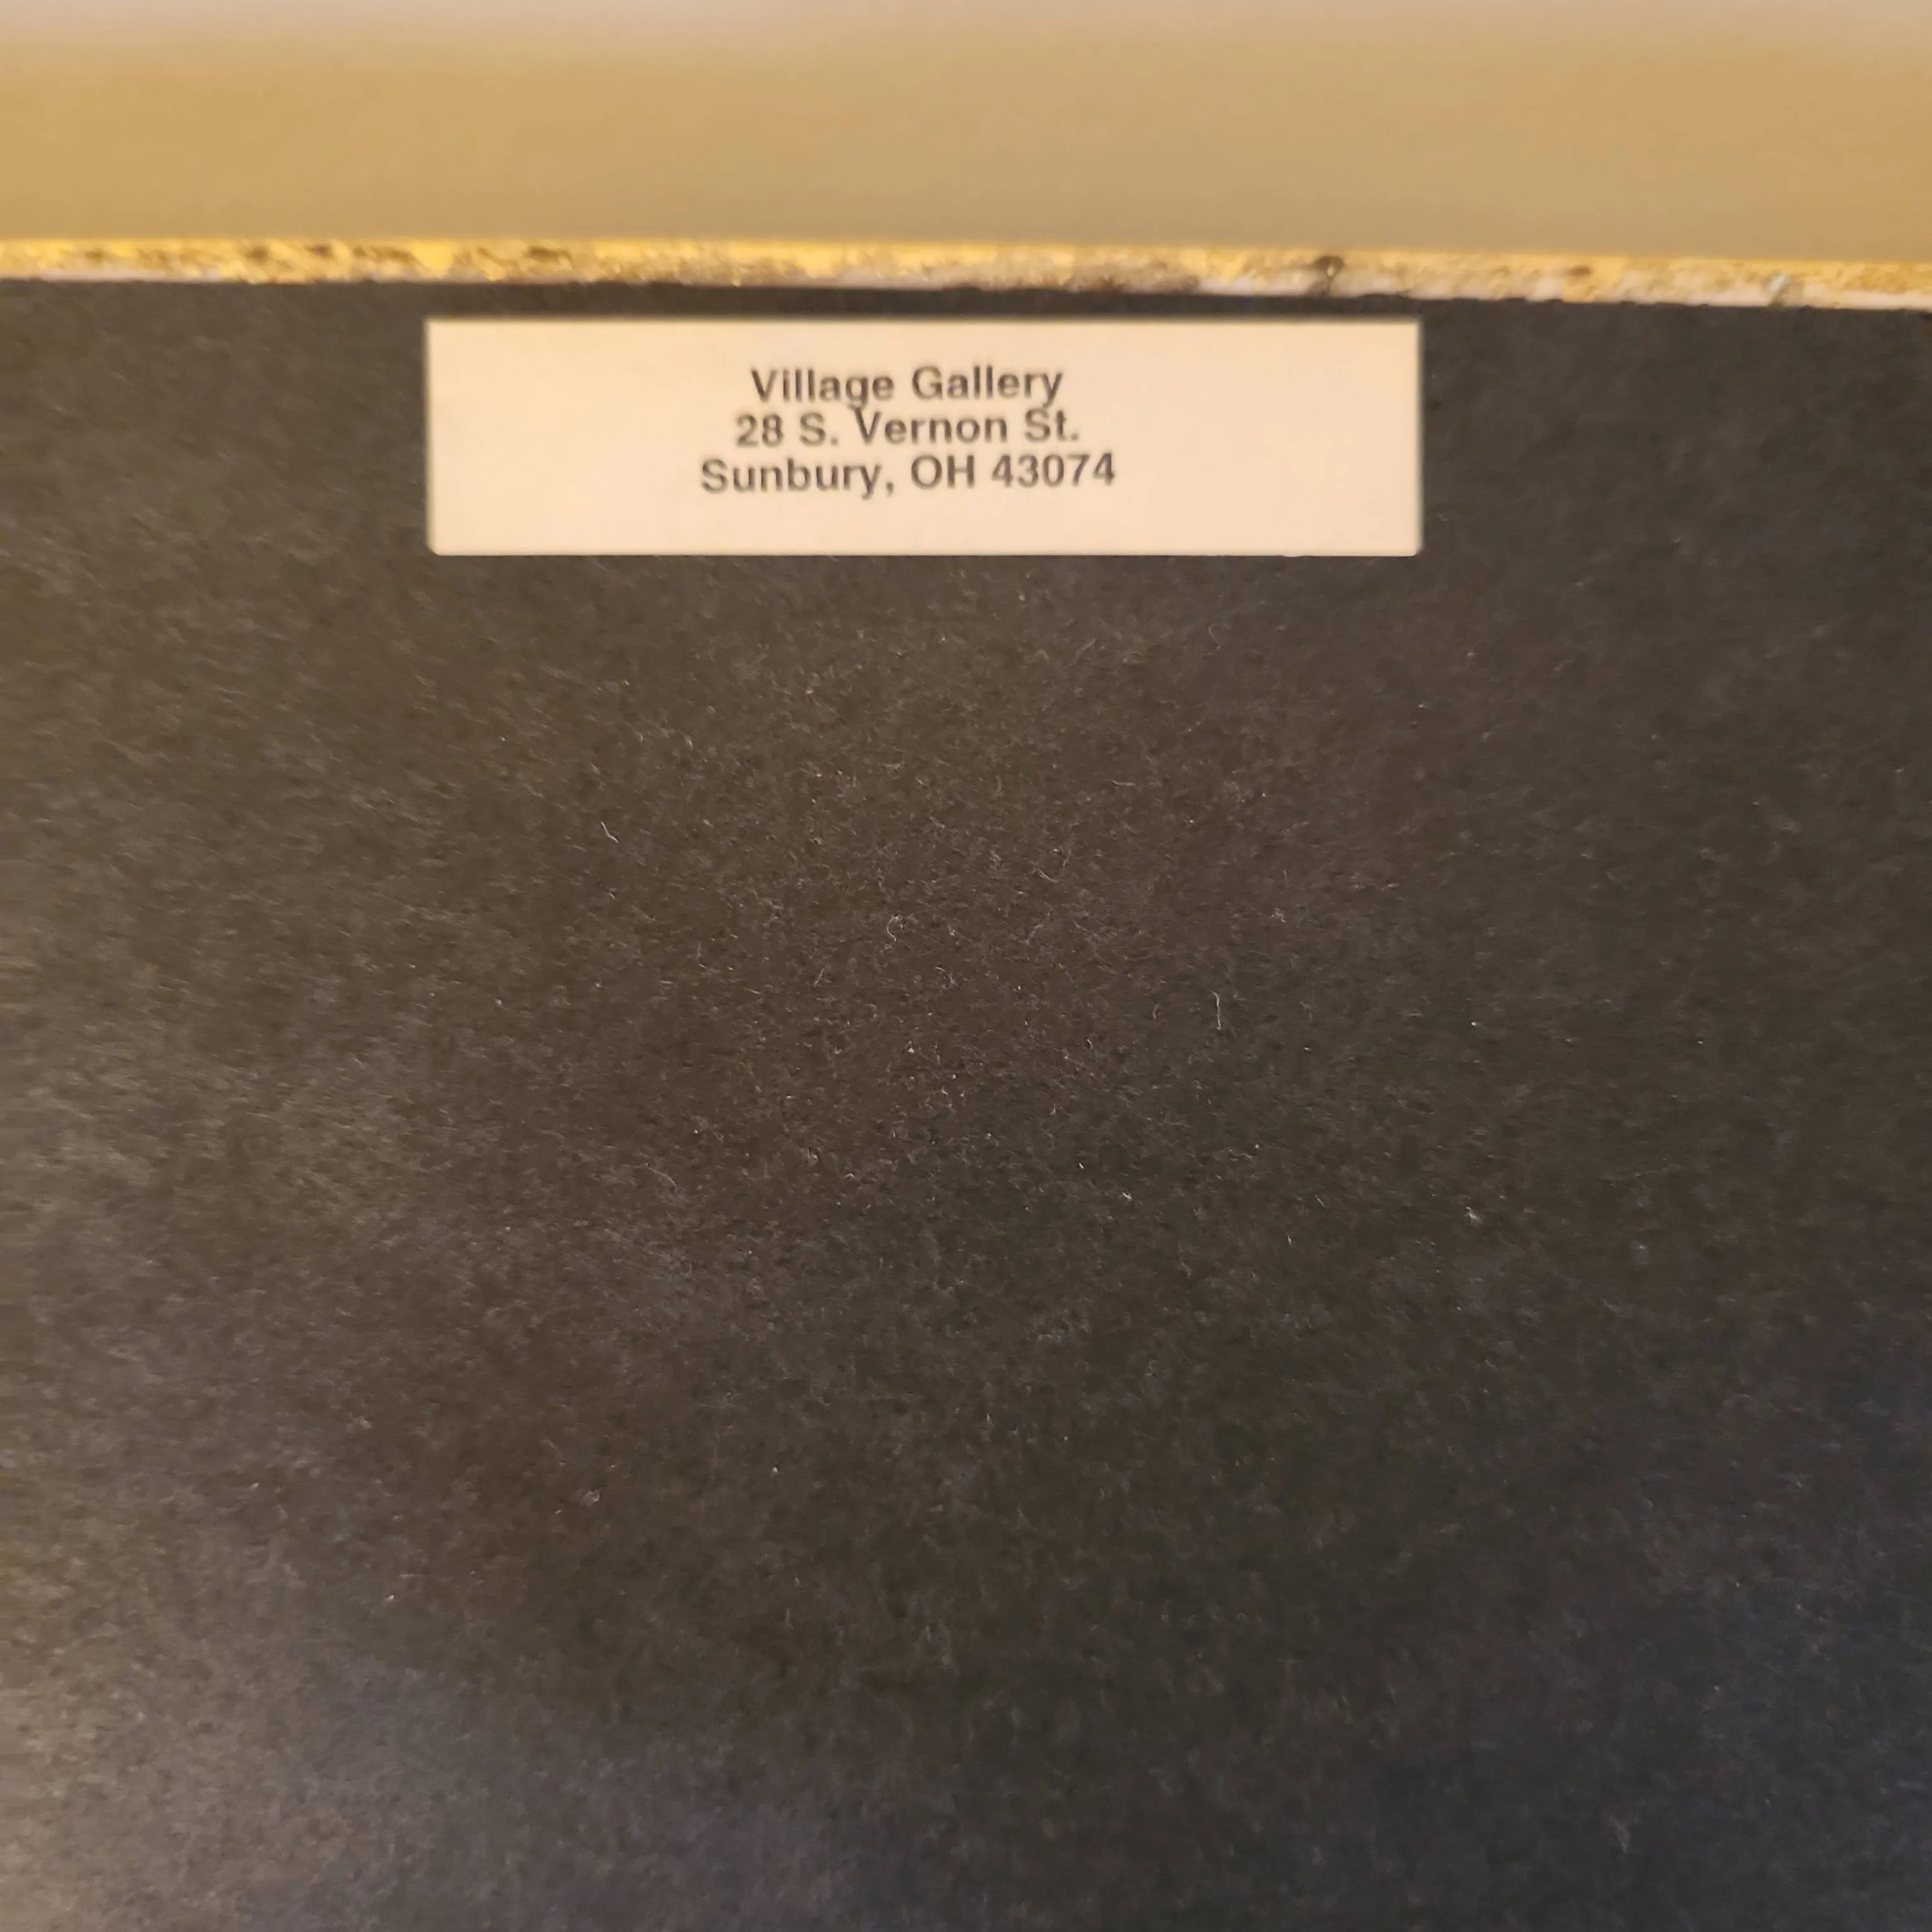 Village Gallery
28 S. Vernon St.
Sunbury, OH 43074